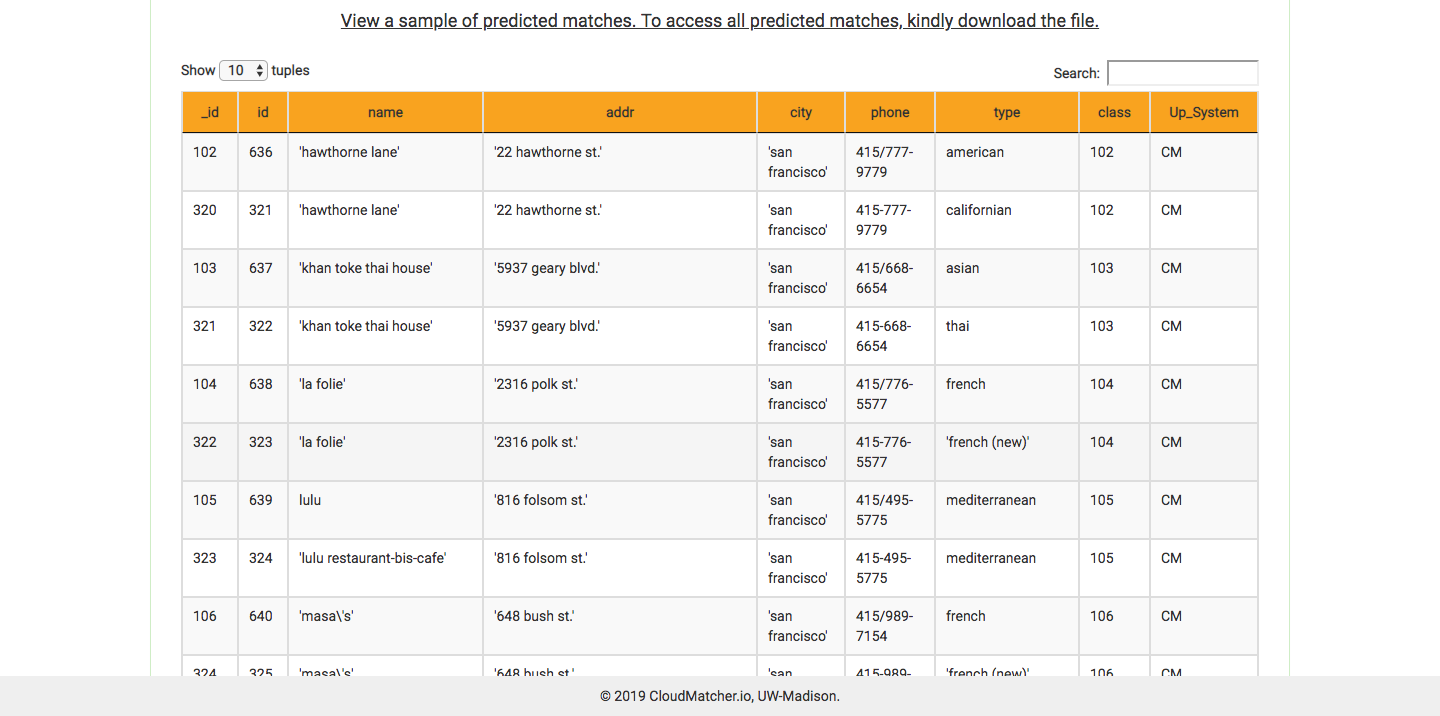 View a sample of predicted matches. To access all predicted matches, kindly download the file.
Show 10 tuples Search:
_id id name addr city phone type class Up_System
102 636 'hawthorne lane' '22 hawthorne st.' 'san 415/777- american 102 CM
francisco' 9779
320 321 'hawthorne lane' '22 hawthorne st.' 'san 415-777- californian 102 CM
francisco' 9779
103 637 'khan toke thai house' '5937 geary blvd.' 'san 415/668- asian 103 CM
francisco' 6654
321 322 'khan toke thai house' '5937 geary blvd.' 'san 415-668- thai 103 CM
francisco' 6654
104 638 'la folie' '2316 polk st.' 'san 415/776- french 104 CM
francisco' 5577
322 323 'la folie' '2316 polk st.' 'san 415-776- 'french (new)' 104 CM
francisco' 5577
105 639 lulu '816 folsom st.' 'san 415/495- mediterranean 105 CM
francisco' 5775
323 324 'lulu restaurant-bis-cafe' '816 folsom st.' 'san 415-495- mediterranean 105 CM
francisco' 5775
106 640 'masa\'s' '648 bush st.' 'san 415/989- french 106 CM
francisco' 7154
324 325 'masa\'s' '648 bush st.' 'san 415-989- 'french (new)' 106 CM
© 2019 CloudMatcher.io, UW-Madison.